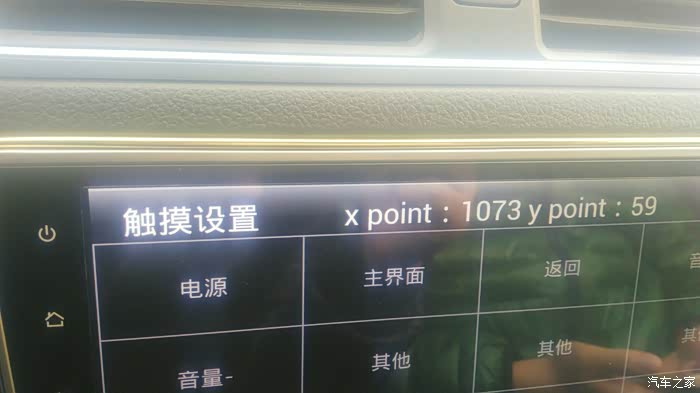 触摸设置 x point：1073 y point：59
电源 主界面 返回
音量- 其他 其他
汽车之家